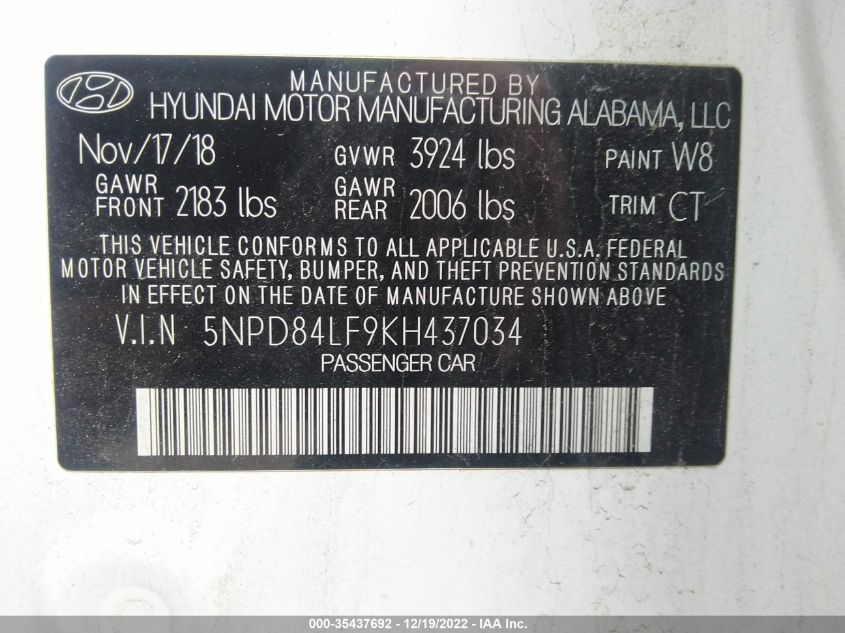 MANUFACTURED BY
HYUNDAI MOTOR MANUFACTURING ALABAMA, LLC
Nov/17/18 GVWR 3924 lbs PAINT W8
GAWR FRONT 2183 lbs GAWR REAR 2006 lbs TRIM CT
THIS VEHICLE CONFORMS TO ALL APPLICABLE U.S.A. FEDERAL
MOTOR VEHICLE SAFETY, BUMPER, AND THEFT PREVENTION STANDARDS
IN EFFECT ON THE DATE OF MANUFACTURE SHOWN ABOVE
V.I.N 5NPD84LF9KH437034
PASSENGER CAR
000-35437692 - 12/19/2022 - IAA Inc.